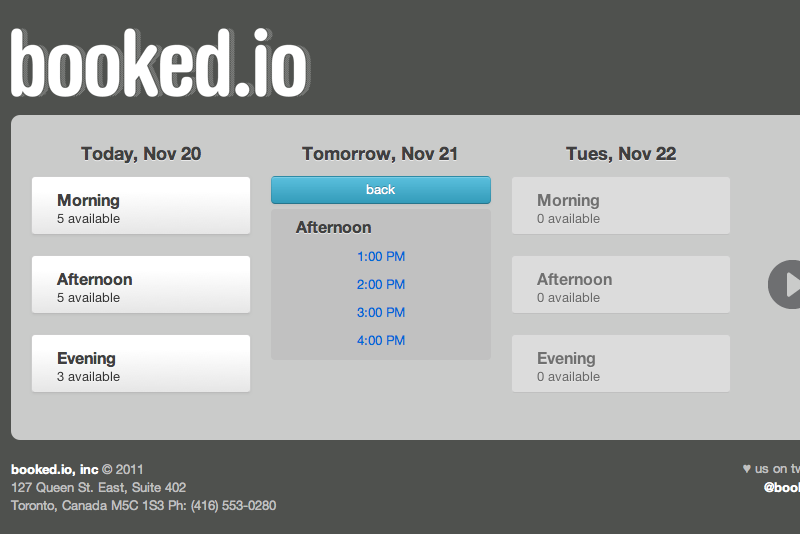 booked.io
Today, Nov 20
Morning
5 available
Afternoon
5 available
Evening
3 available
Tomorrow, Nov 21
back
Afternoon
1:00 PM
2:00 PM
3:00 PM
4:00 PM
Tues, Nov 22
Morning
0 available
Afternoon
0 available
Evening
0 available
booked.io, inc © 2011
127 Queen St. East, Suite 402
Toronto, Canada M5C 1S3 Ph: (416) 553-0280
♥ us on tw
@book